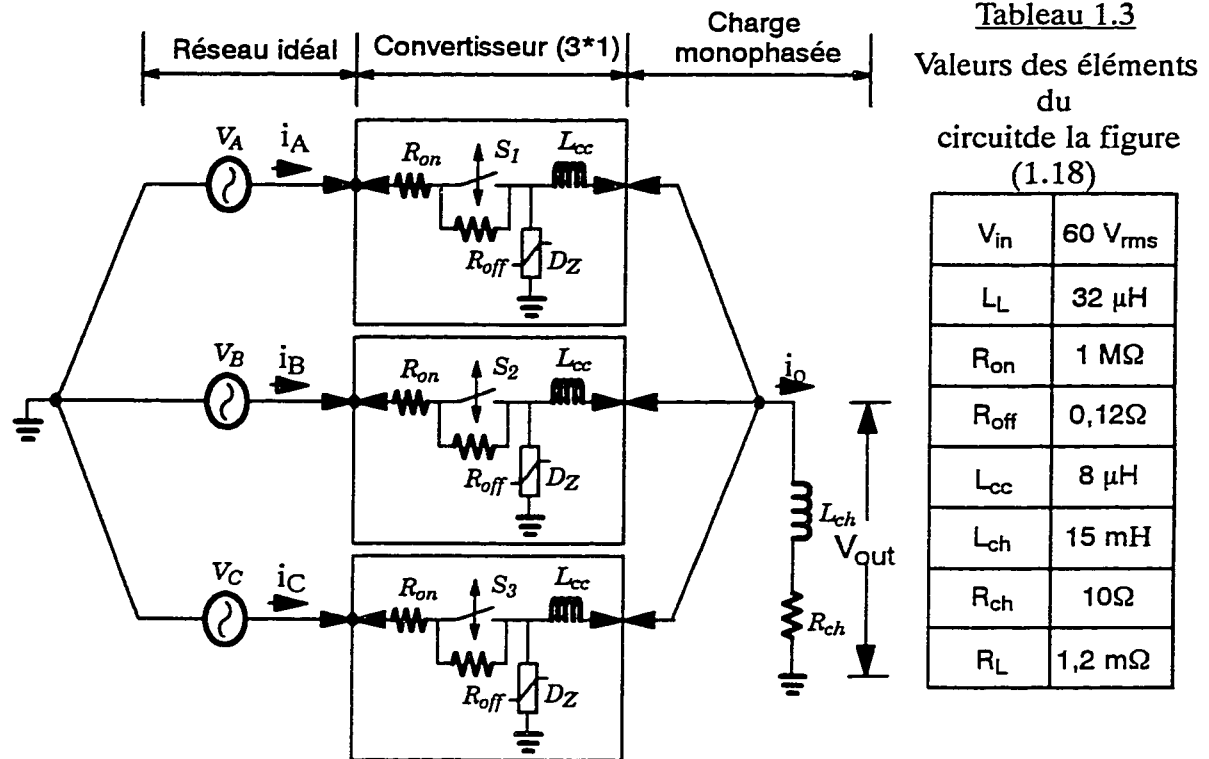 Réseau idéal
Convertisseur (3*1)
Charge
monophasée
V_A
i_A
R_on
S_1
L_cc
R_off
D_Z
V_B
i_B
R_on
S_2
L_cc
R_off
D_Z
V_C
i_C
R_on
S_3
L_cc
R_off
D_Z
i_o
L_ch
V_out
R_ch
Tableau 1.3
Valeurs des éléments
du
circuitde la figure
(1.18)
V_in 60 V_rms
L_L 32 µH
R_on 1 MΩ
R_off 0,12Ω
L_cc 8 µH
L_ch 15 mH
R_ch 10Ω
R_L 1,2 mΩ